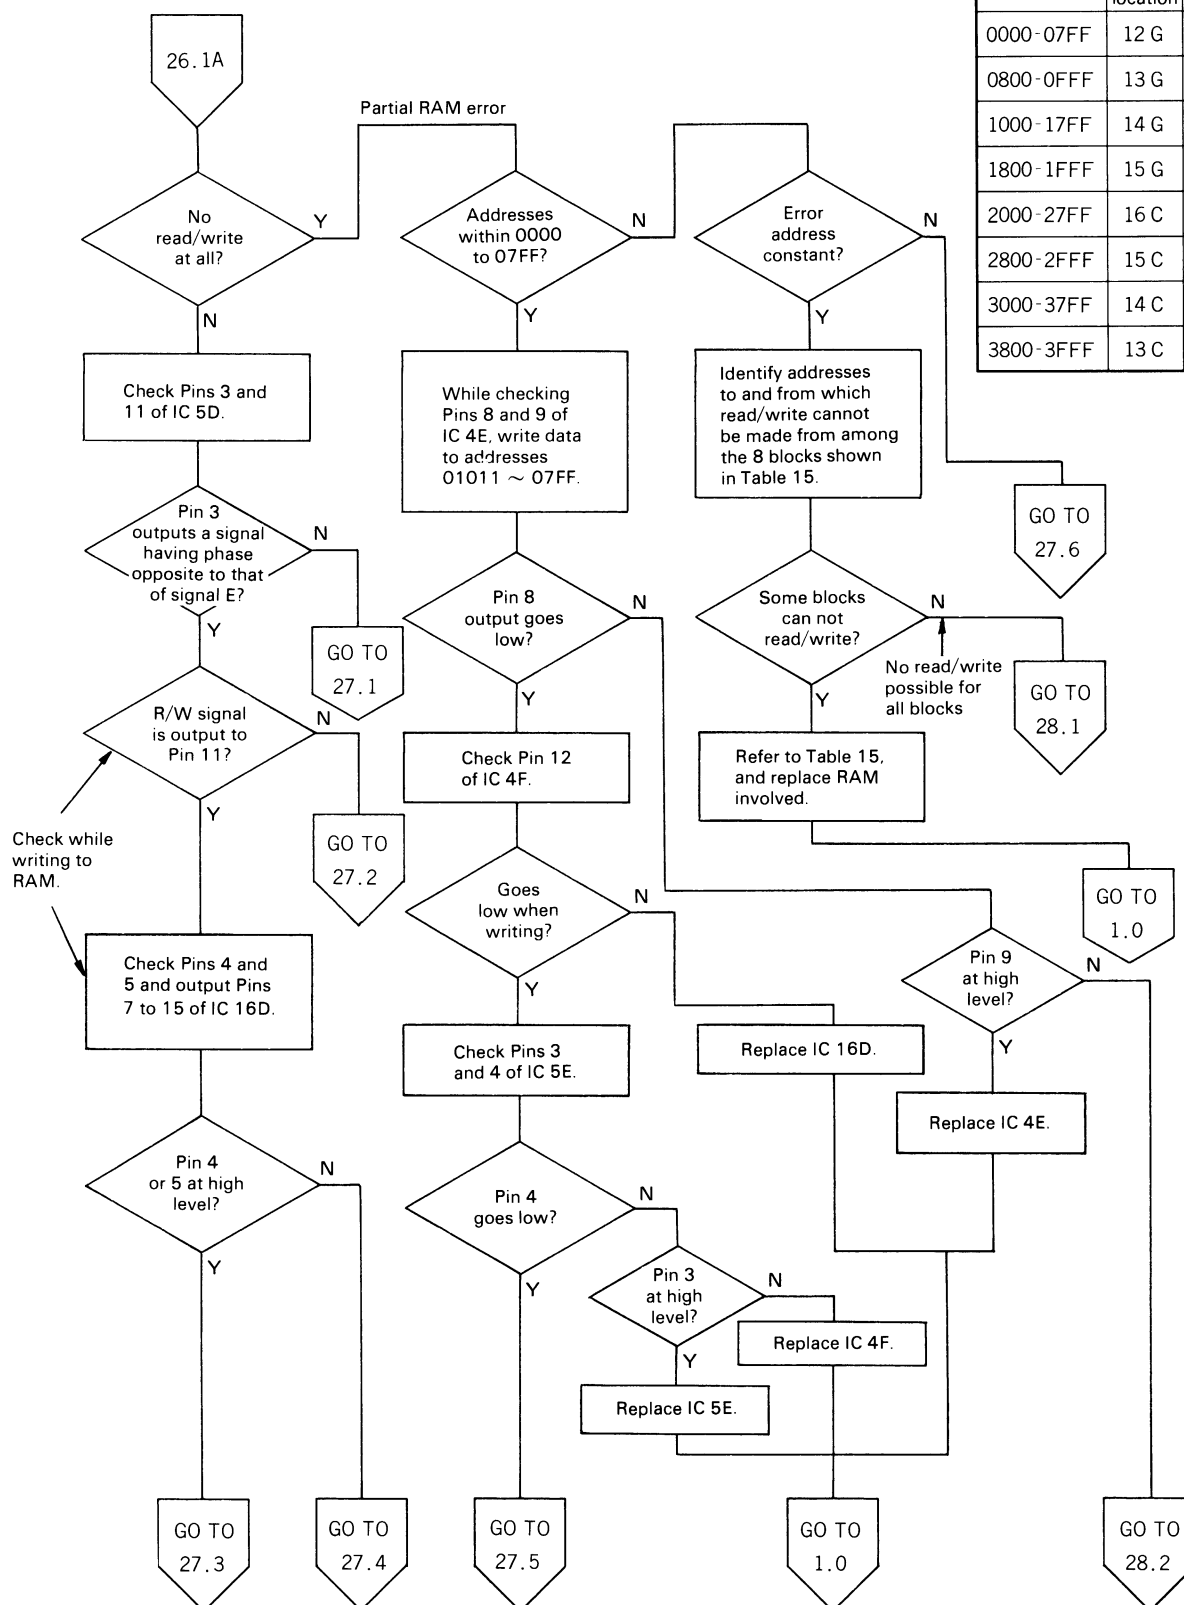 location
0000-07FF 12 G
0800-0FFF 13 G
1000-17FF 14 G
1800-1FFF 15 G
2000-27FF 16 C
2800-2FFF 15 C
3000-37FF 14 C
3800-3FFF 13 C
26.1A
Partial RAM error
No
read/write
at all?
Y
N
Addresses
within 0000
to 07FF?
N
Y
Error
address
constant?
N
Y
Check Pins 3 and
11 of IC 5D.
While checking
Pins 8 and 9 of
IC 4E, write data
to addresses
01011 ~ 07FF.
Identify addresses
to and from which
read/write cannot
be made from among
the 8 blocks shown
in Table 15.
GO TO
27.6
Pin 3
outputs a signal
having phase
opposite to that
of signal E?
N
Y
GO TO
27.1
Pin 8
output goes
low?
N
Y
Some blocks
can not
read/write?
N
Y
No read/write
possible for
all blocks
GO TO
28.1
R/W signal
is output to
Pin 11?
N
Y
GO TO
27.2
Check Pin 12
of IC 4F.
Refer to Table 15,
and replace RAM
involved.
GO TO
1.0
Check while
writing to
RAM.
Goes
low when
writing?
N
Y
Pin 9
at high
level?
N
Y
Check Pins 4 and
5 and output Pins
7 to 15 of IC 16D.
Check Pins 3
and 4 of IC 5E.
Replace IC 16D.
Replace IC 4E.
Pin 4
or 5 at high
level?
N
Y
Pin 4
goes low?
N
Y
Pin 3
at high
level?
N
Y
Replace IC 4F.
Replace IC 5E.
GO TO
27.3
GO TO
27.4
GO TO
27.5
GO TO
1.0
GO TO
28.2